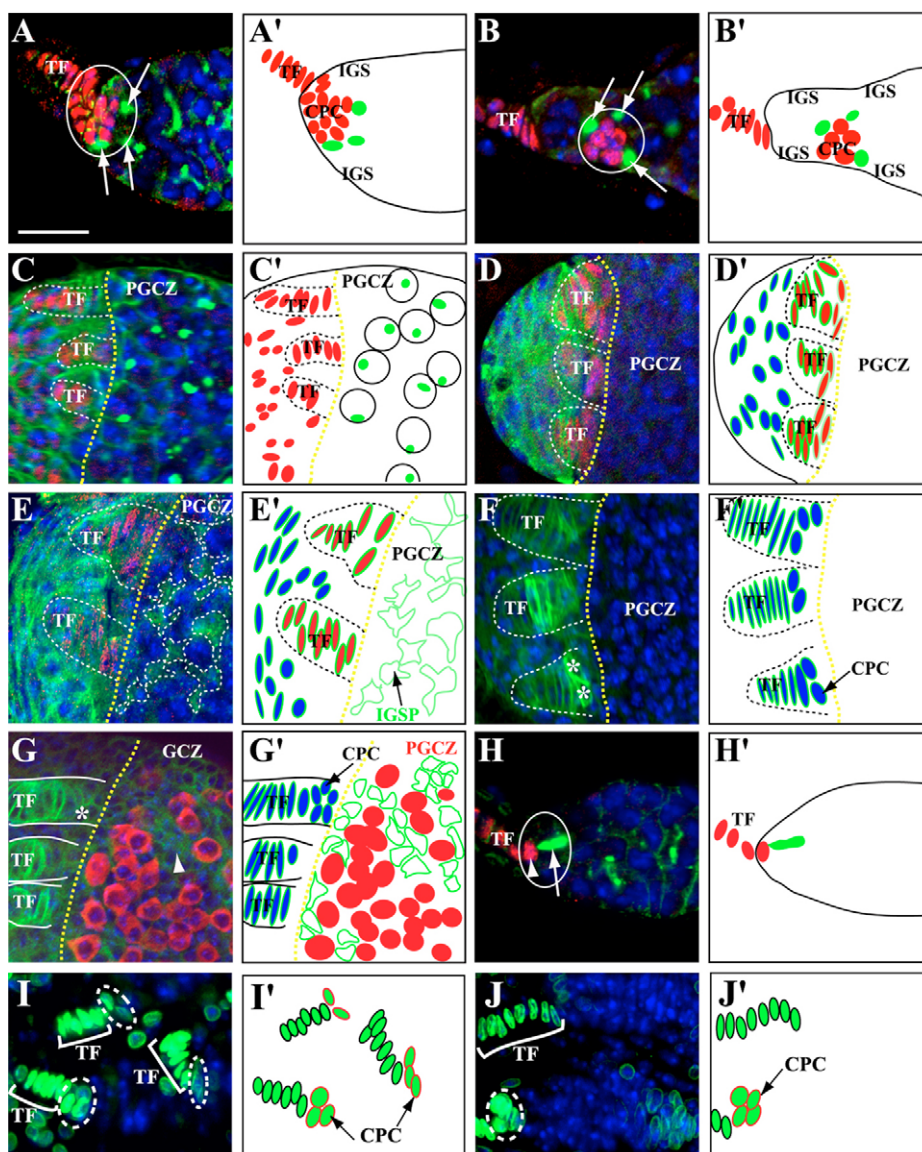 A A' B B'
TF TF IGS TF TF IGS IGS
CPC CPC
IGS IGS IGS
C C' D D'
TF PGCZ PGCZ TF TF
TF TF TF PGCZ TF PGCZ
TF TF TF TF
E E' F F'
PGCZ
TF TF PGCZ TF TF
TF TF TF PGCZ TF PGCZ
IGSP TF * * TF CPC
G GCZ G' CPC PGCZ H H'
TF * TF TF TF
TF TF
TF TF
I I' J J'
TF TF TF
TF CPC CPC